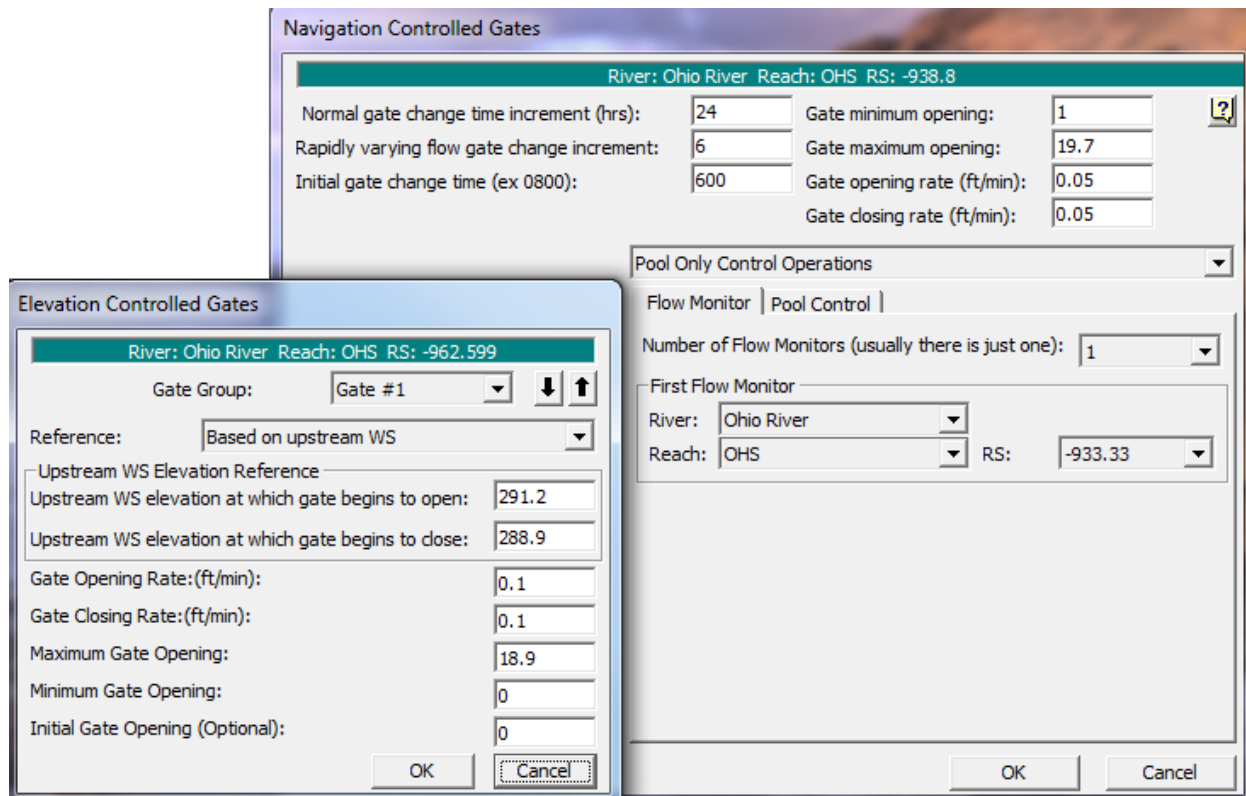 Navigation Controlled Gates
River: Ohio River Reach: OHS RS: -938.8
Normal gate change time increment (hrs): 24
Rapidly varying flow gate change increment: 6
Initial gate change time (ex 0800): 600
Gate minimum opening: 1
Gate maximum opening: 19.7
Gate opening rate (ft/min): 0.05
Gate closing rate (ft/min): 0.05
?
Pool Only Control Operations
Flow Monitor Pool Control
Number of Flow Monitors (usually there is just one): 1
First Flow Monitor
River: Ohio River
Reach: OHS RS: -933.33
OK Cancel
Elevation Controlled Gates
River: Ohio River Reach: OHS RS: -962.599
Gate Group: Gate #1
Reference: Based on upstream WS
Upstream WS Elevation Reference
Upstream WS elevation at which gate begins to open: 291.2
Upstream WS elevation at which gate begins to close: 288.9
Gate Opening Rate:(ft/min): 0.1
Gate Closing Rate:(ft/min): 0.1
Maximum Gate Opening: 18.9
Minimum Gate Opening: 0
Initial Gate Opening (Optional): 0
OK Cancel